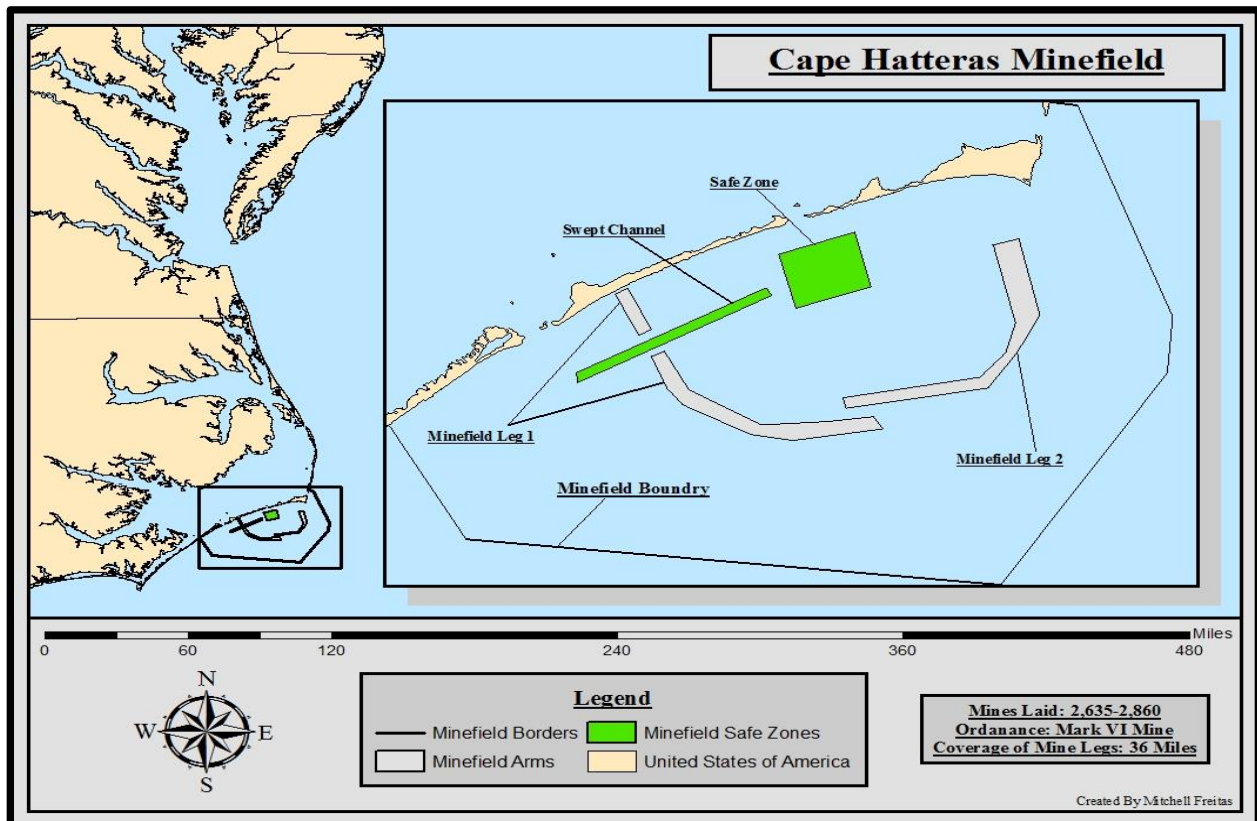 Cape Hatteras Minefield
Safe Zone
Swept Channel
Minefield Leg 1
Minefield Leg 2
Minefield Boundry
Miles
0 60 120 240 360 480
N
W E
S
Legend
Minefield Borders
Minefield Safe Zones
Minefield Arms
United States of America
Mines Laid: 2,635-2,860
Ordanance: Mark VI Mine
Coverage of Mine Legs: 36 Miles
Created By Mitchell Freitas